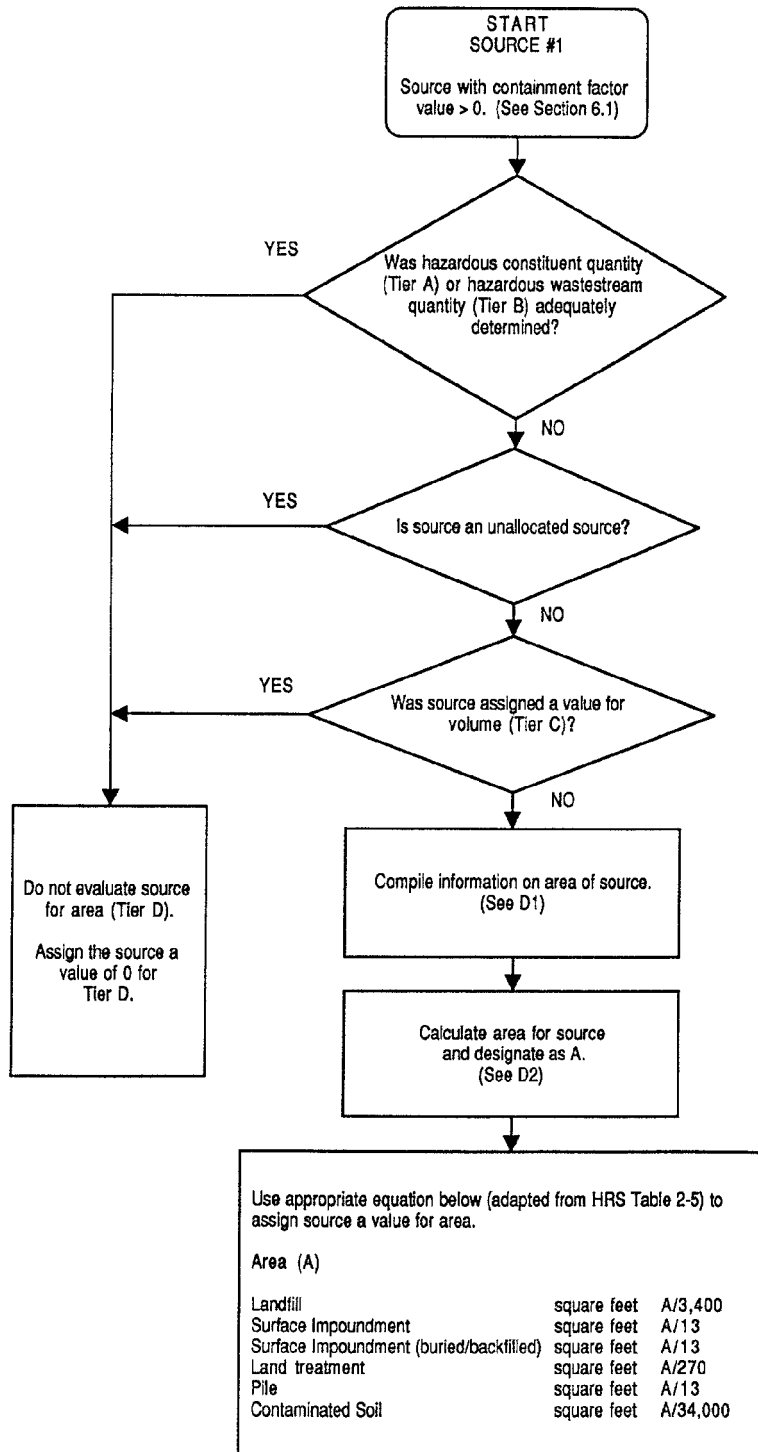 START
SOURCE #1
Source with containment factor
value > 0. (See Section 6.1)
YES
Was hazardous constituent quantity
(Tier A) or hazardous wastestream
quantity (Tier B) adequately
determined?
NO
YES
Is source an unallocated source?
NO
YES
Was source assigned a value for
volume (Tier C)?
NO
Do not evaluate source
for area (Tier D).
Assign the source a
value of 0 for
Tier D.
Compile information on area of source.
(See D1)
Calculate area for source
and designate as A.
(See D2)
Use appropriate equation below (adapted from HRS Table 2-5) to
assign source a value for area.
Area (A)
Landfill square feet A/3,400
Surface Impoundment square feet A/13
Surface Impoundment (buried/backfilled) square feet A/13
Land treatment square feet A/270
Pile square feet A/13
Contaminated Soil square feet A/34,000